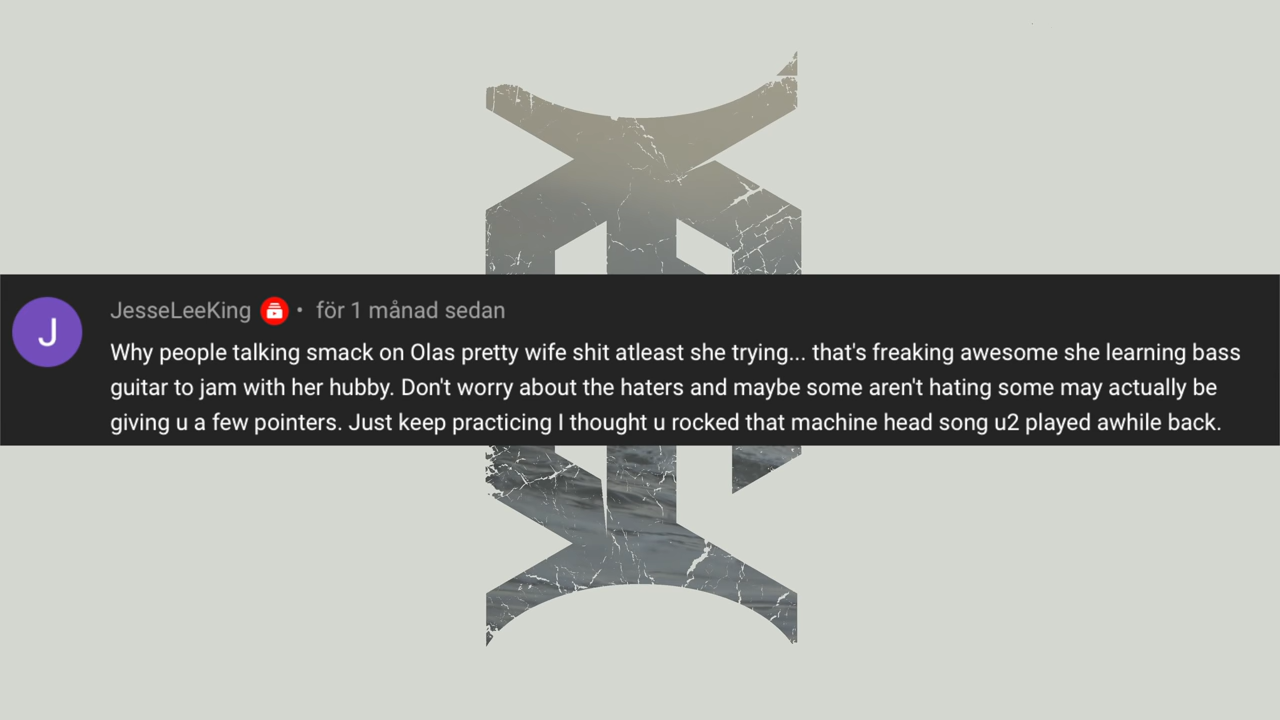 J
JesseLeeKing • för 1 månad sedan
Why people talking smack on Olas pretty wife shit atleast she trying... that's freaking awesome she learning bass
guitar to jam with her hubby. Don't worry about the haters and maybe some aren't hating some may actually be
giving u a few pointers. Just keep practicing I thought u rocked that machine head song u2 played awhile back.